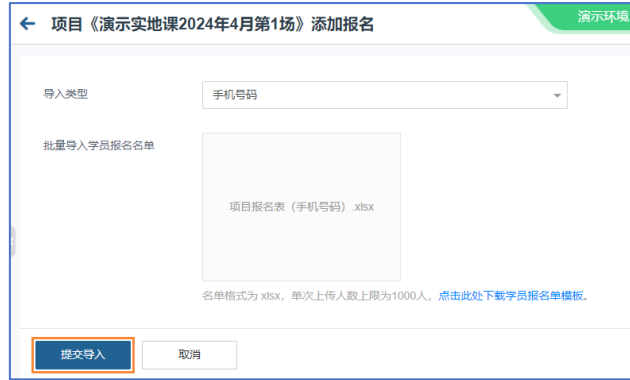 ← 项目《演示实地课2024年4月第1场》添加报名
演示环境
导入类型
手机号码
批量导入学员报名名单
项目报名表（手机号码）.xlsx
名单格式为 xlsx，单次上传人数上限为1000人，点击此处下载学员报名单模板。
提交导入
取消